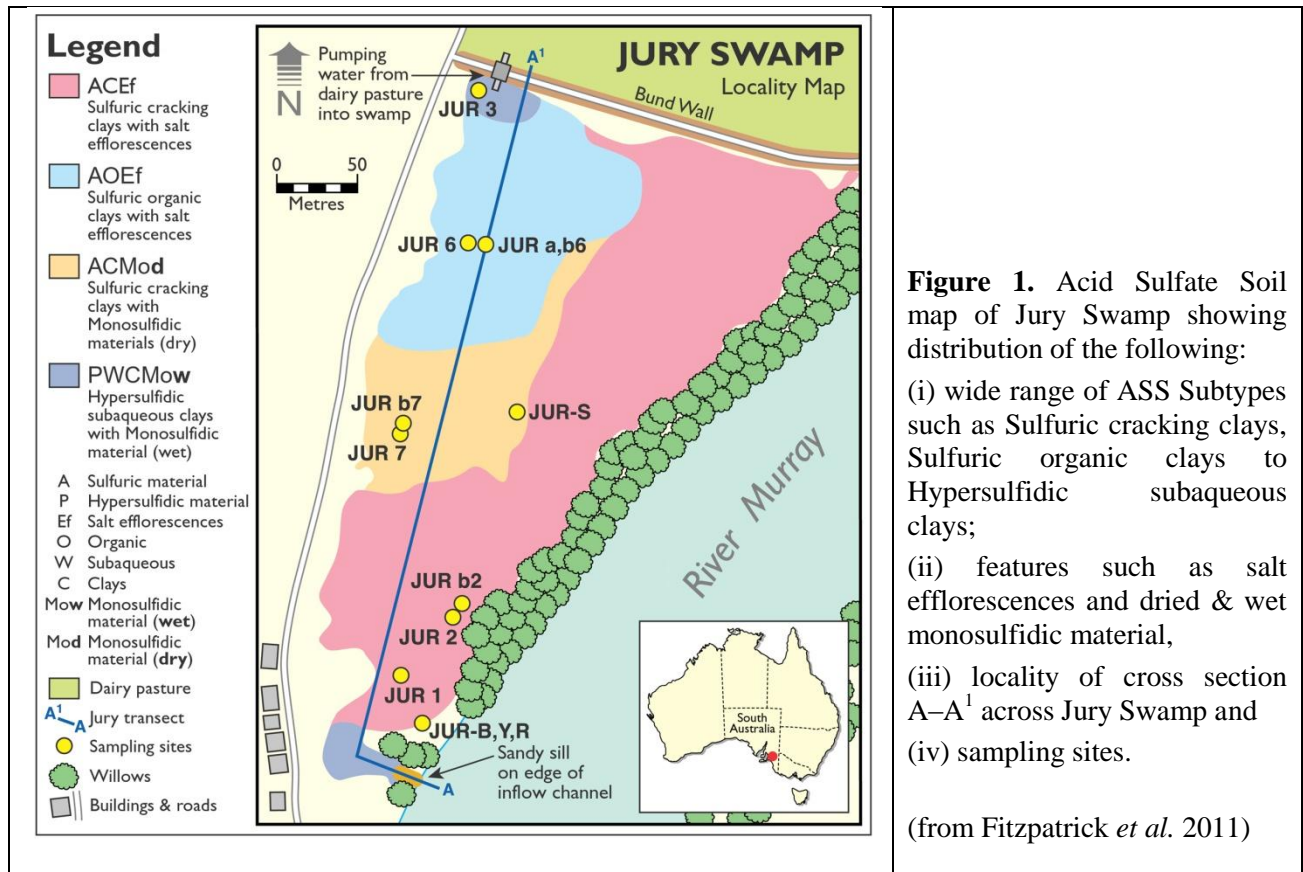 Legend
ACEf
Sulfuric cracking
clays with salt
efflorescences
AOEf
Sulfuric organic
clays with salt
efflorescences
ACMod
Sulfuric cracking
clays with
Monosulfidic
materials (dry)
PWCMow
Hypersulfidic
subaqueous clays
with Monosulfidic
material (wet)
A Sulfuric material
P Hypersulfidic material
Ef Salt efflorescences
O Organic
W Subaqueous
C Clays
Mow Monosulfidic
material (wet)
Mod Monosulfidic
material (dry)
Dairy pasture
A¹
A Jury transect
Sampling sites
Willows
Buildings & roads
N
Pumping
water from
dairy pasture
into swamp
A¹
JURY SWAMP
Locality Map
Bund Wall
JUR 3
0 50
Metres
JUR 6
JUR a,b6
JUR b7
JUR 7
JUR-S
River Murray
JUR b2
JUR 2
JUR 1
JUR-B,Y,R
Sandy sill
on edge of
inflow channel
A
South
Australia
Figure 1. Acid Sulfate Soil
map of Jury Swamp showing
distribution of the following:
(i) wide range of ASS Subtypes
such as Sulfuric cracking clays,
Sulfuric organic clays to
Hypersulfidic subaqueous
clays;
(ii) features such as salt
efflorescences and dried & wet
monosulfidic material,
(iii) locality of cross section
A–A¹ across Jury Swamp and
(iv) sampling sites.
(from Fitzpatrick et al. 2011)